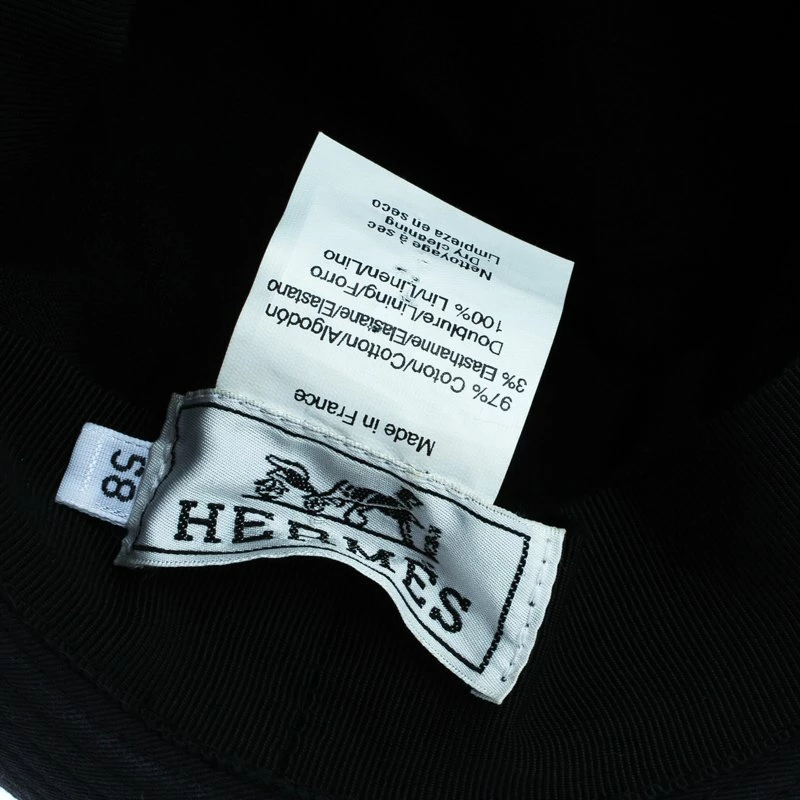 HERMES
58
Made in France
97% Coton/Cotton/Algodón
3% Elasthanne/Elastane/Elastano
Doublure/Lining/Forro
100% Lin/Linen/Lino
Nettoyage à sec
Dry cleaning
Limpieza en seco